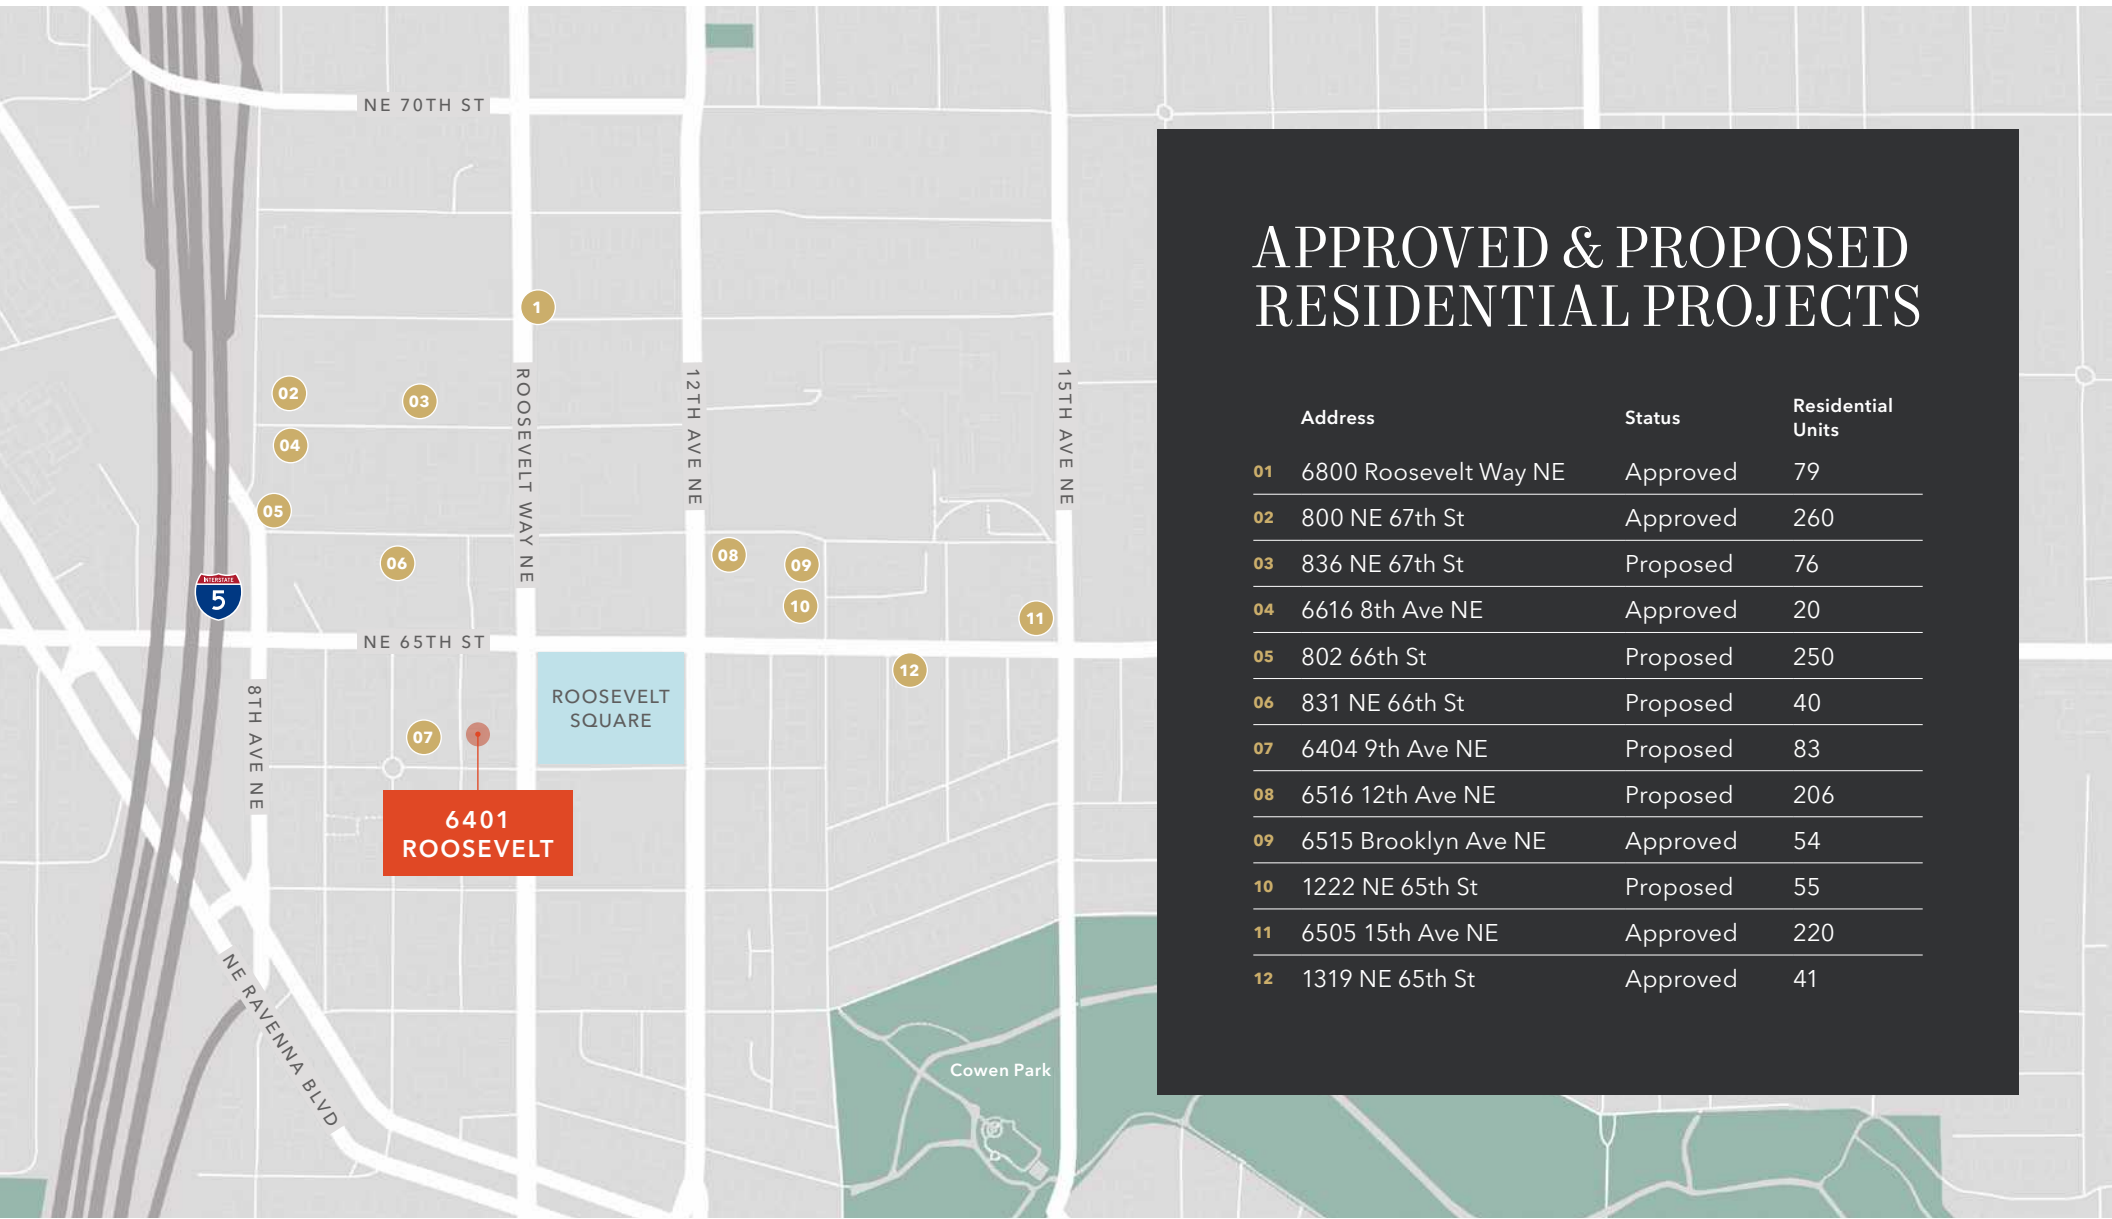 NE 70TH ST
1
02
03
04
05
06
08
09
10
11
12
07
ROOSEVELT WAY NE
12TH AVE NE
15TH AVE NE
INTERSTATE
5
NE 65TH ST
8TH AVE NE
ROOSEVELT
SQUARE
6401
ROOSEVELT
NE RAVENNA BLVD
Cowen Park
APPROVED & PROPOSED
RESIDENTIAL PROJECTS
Address Status Residential Units
01 6800 Roosevelt Way NE Approved 79
02 800 NE 67th St Approved 260
03 836 NE 67th St Proposed 76
04 6616 8th Ave NE Approved 20
05 802 66th St Proposed 250
06 831 NE 66th St Proposed 40
07 6404 9th Ave NE Proposed 83
08 6516 12th Ave NE Proposed 206
09 6515 Brooklyn Ave NE Approved 54
10 1222 NE 65th St Proposed 55
11 6505 15th Ave NE Approved 220
12 1319 NE 65th St Approved 41